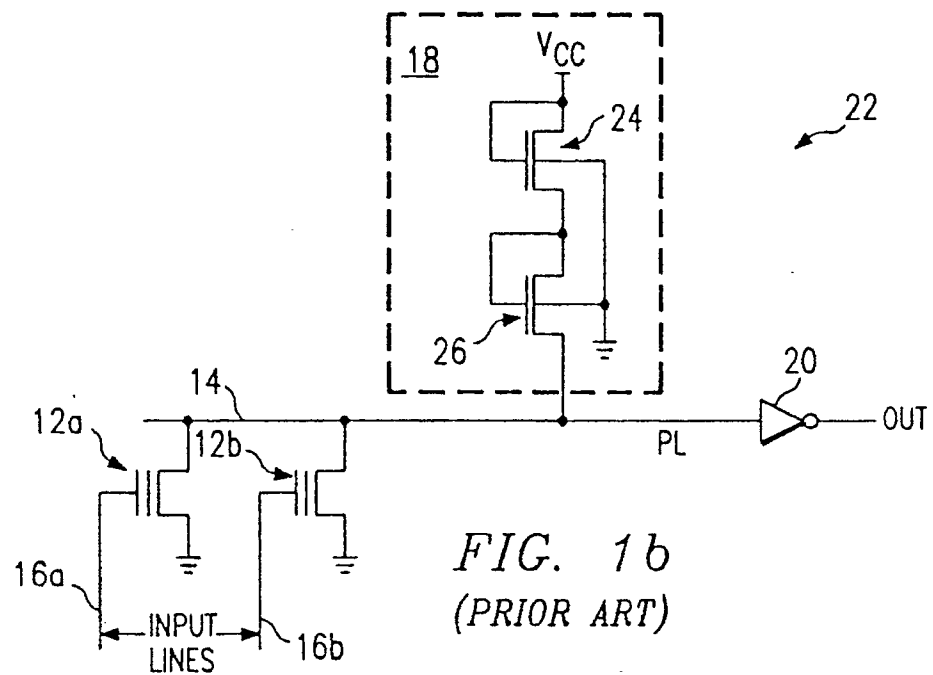 18
VCC
24
22
26
20
14
12a
12b
OUT
PL
16a
INPUT
LINES
16b
FIG. 1b
(PRIOR ART)